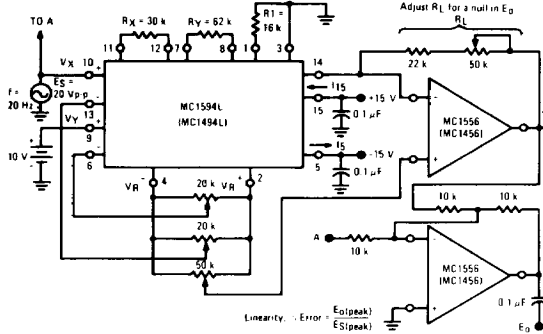 TO A
RX = 30 k
RY = 62 k
R1 = 16 k
Adjust RL for a null in EO
RL
11
12
7
8
1
3
VX
10
+
14
22 k
50 k
ES = 20 Vp-p
f = 20 Hz
-
13
MC1594L
(MC1494L)
I15
15
+15 V
0.1 µF
VY
9
+
10 V
-
6
I5
5
-15 V
0.1 µF
-
MC1556
(MC1456)
+
VR
-
4
20 k
VR
+
2
20 k
50 k
10 k
10 k
A
10 k
-
MC1556
(MC1456)
+
0.1 µF
EO
Linearity, Error = EO(peak)
ES(peak)